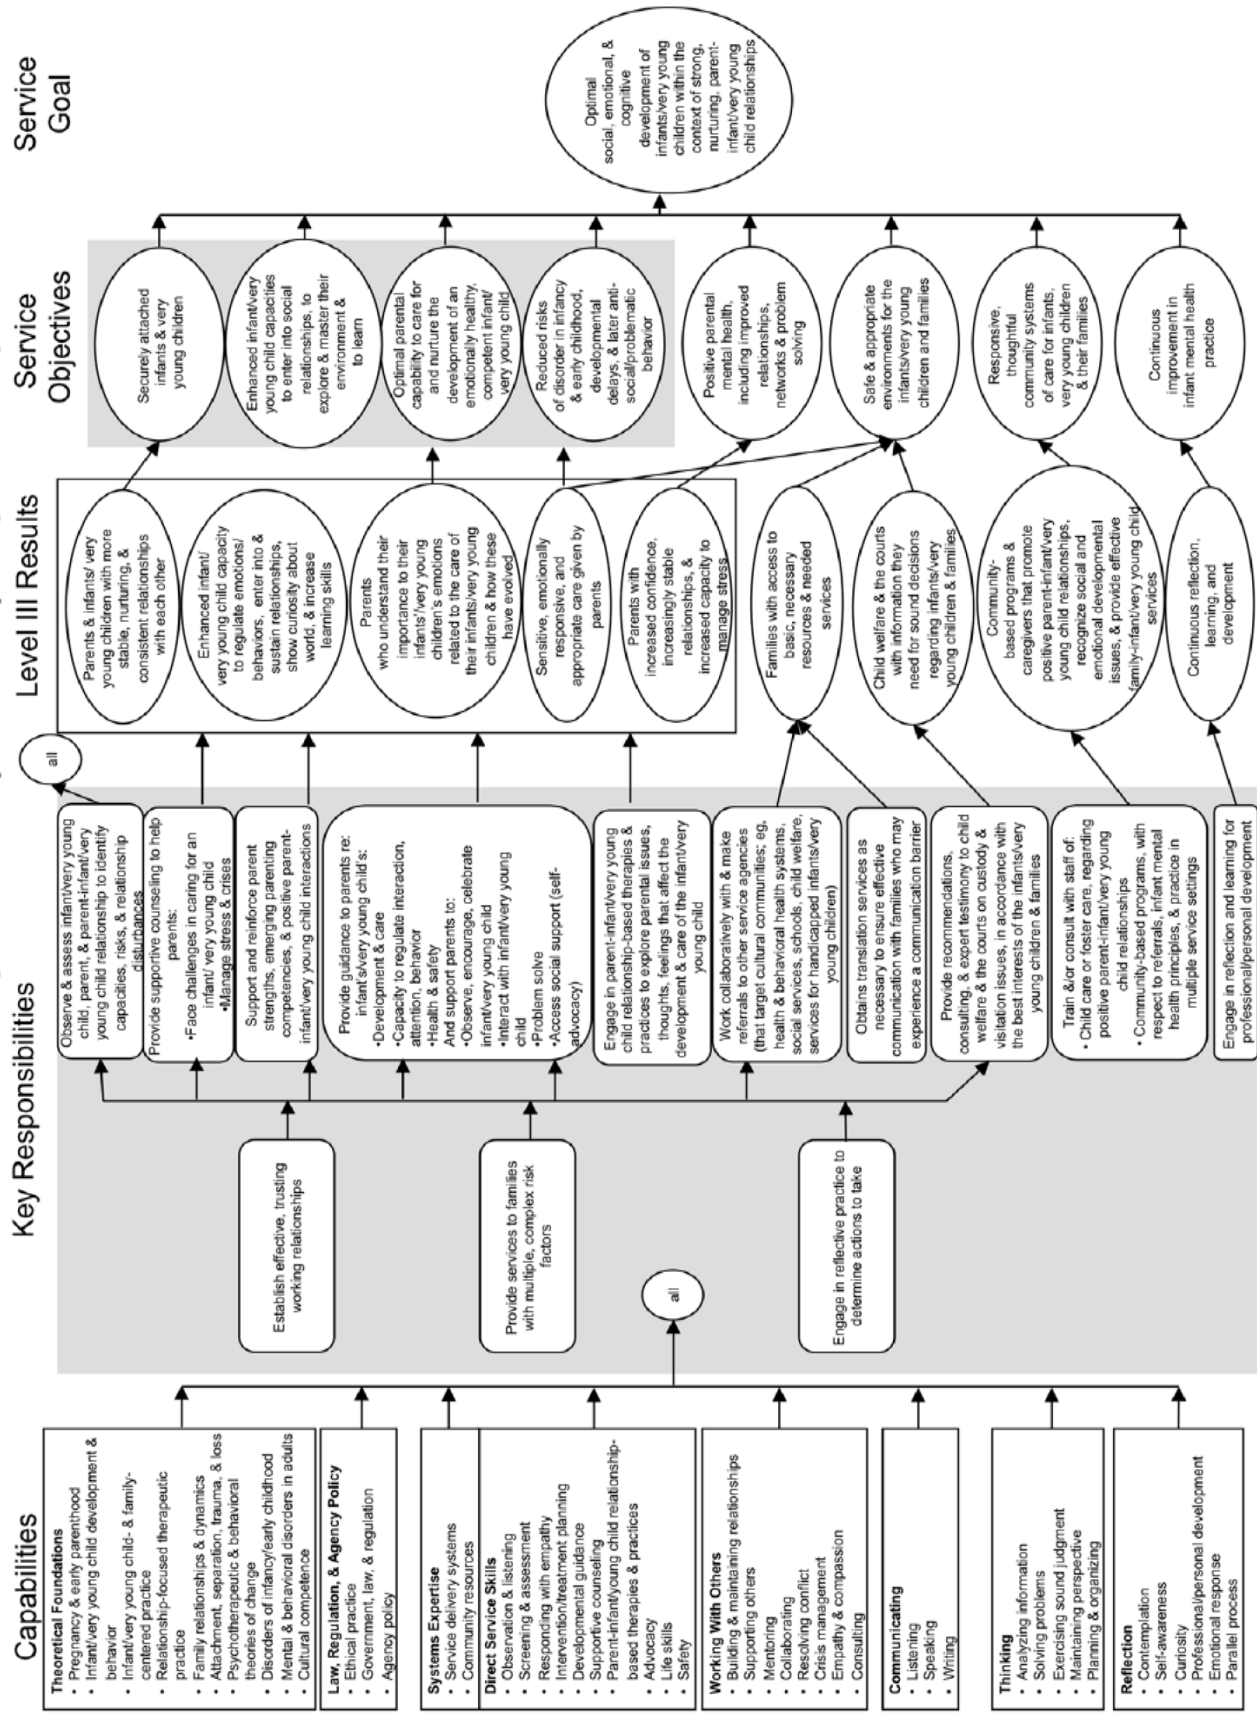 Capabilities
Key Responsibilities
Level III Results
Service
Objectives
Service
Goal
Theoretical Foundations
• Pregnancy & early parenthood
• Infant/very young child development &
behavior
• Infant/very young child- & family-
centered practice
• Relationship-focused therapeutic
practice
• Family relationships & dynamics
• Attachment, separation, trauma, & loss
• Psychotherapeutic & behavioral
theories of change
• Disorders of infancy/early childhood
• Mental & behavioral disorders in adults
• Cultural competence
Law, Regulation, & Agency Policy
• Ethical practice
• Government, law, & regulation
• Agency policy
Systems Expertise
• Service delivery systems
• Community resources
Direct Service Skills
• Observation & listening
• Screening & assessment
• Responding with empathy
• Intervention/treatment planning
• Developmental guidance
• Supportive counseling
• Parent-infant/young child relationship-
based therapies & practices
• Advocacy
• Life skills
• Safety
Working With Others
• Building & maintaining relationships
• Supporting others
• Mentoring
• Collaborating
• Resolving conflict
• Crisis management
• Empathy & compassion
• Consulting
Communicating
• Listening
• Speaking
• Writing
Thinking
• Analyzing information
• Solving problems
• Exercising sound judgment
• Maintaining perspective
• Planning & organizing
Reflection
• Contemplation
• Self-awareness
• Curiosity
• Professional/personal development
• Emotional response
• Parallel process
all
Establish effective, trusting
working relationships
Provide services to families
with multiple, complex risk
factors
Engage in reflective practice to
determine actions to take
Observe & assess infant/very young
child, parent, & parent-infant/very
young child relationship to identify
capacities, risks, & relationship
disturbances
Provide supportive counseling to help
parents:
•Face challenges in caring for an
infant/ very young child
•Manage stress & crises
Support and reinforce parent
strengths, emerging parenting
competencies, & positive parent-
infant/very young child interactions
Provide guidance to parents re:
infant's/very young child's:
•Development & care
•Capacity to regulate interaction,
attention, behavior
•Health & safety
And support parents to:
•Observe, encourage, celebrate
infant/very young child
•Interact with infant/very young
child
•Problem solve
•Access social support (self-
advocacy)
Engage in parent-infant/very young
child relationship-based therapies &
practices to explore parental issues,
thoughts, feelings that affect the
development & care of the infant/very
young child
Work collaboratively with & make
referrals to other service agencies
(that target cultural communities; eg,
health & behavioral health systems,
social services, schools, child welfare,
services for handicapped infants/very
young children)
Obtains translation services as
necessary to ensure effective
communication with families who may
experience a communication barrier
Provide recommendations,
consulting, & expert testimony to child
welfare & the courts on custody &
visitation issues, in accordance with
the best interests of the infants/very
young children & families
Train &/or consult with staff of:
• Child care or foster care, regarding
positive parent-infant/very young
child relationships
• Community-based programs, with
respect to referrals, infant mental
health principles, & practice in
multiple service settings
Engage in reflection and learning for
professional/personal development
all
Parents & infants/ very
young children with more
stable, nurturing, &
consistent relationships
with each other
Enhanced infant/
very young child capacity
to regulate emotions/
behaviors, enter into &
sustain relationships,
show curiosity about
world, & increase
learning skills
Parents
who understand their
importance to their
infants'/very young
children's emotions
related to the care of
their infants/very young
children & how these
have evolved
Sensitive, emotionally
responsive, and
appropriate care given by
parents
Parents with
increased confidence,
increasingly stable
relationships, &
increased capacity to
manage stress
Families with access to
basic, necessary
resources & needed
services
Child welfare & the courts
with information they
need for sound decisions
regarding infants/very
young children & families
Community-
based programs &
caregivers that promote
positive parent-infant/very
young child relationships,
recognize social and
emotional developmental
issues, & provide effective
family-infant/very young child
services
Continuous reflection,
learning, and
development
Securely attached
infants & very
young children
Enhanced infant/very
young child capacities
to enter into social
relationships, to
explore & master their
environment &
to learn
Optimal parental
capability to care for
and nurture the
development of an
emotionally healthy,
competent infant/
very young child
Reduced risks
of disorder in infancy
& early childhood,
developmental
delays, & later anti-
social/problematic
behavior
Positive parental
mental health,
including improved
relationships,
networks & problem
solving
Safe & appropriate
environments for the
infants/very young
children and families
Responsive,
thoughtful
community systems
of care for infants,
very young children
& their families
Continuous
improvement in
infant mental health
practice
Optimal
social, emotional, &
cognitive
development of
infants/very young
children within the
context of strong,
nurturing, parent-
infant/very young
child relationships